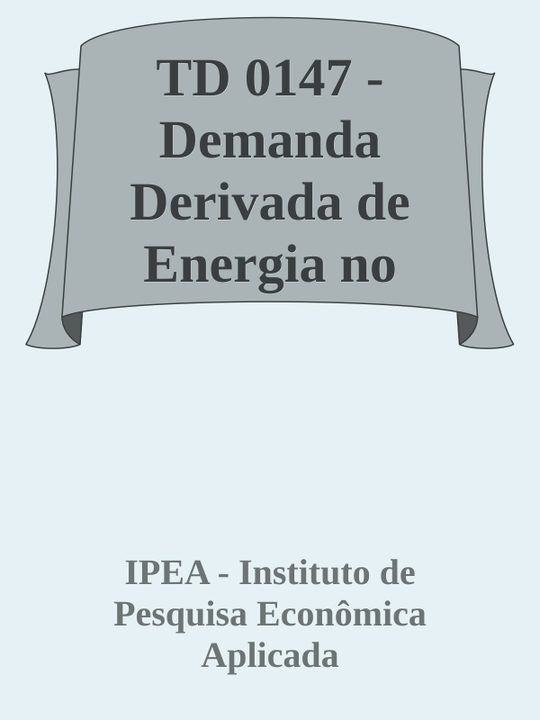 TD 0147 -
Demanda
Derivada de
Energia no
IPEA - Instituto de
Pesquisa Econômica
Aplicada